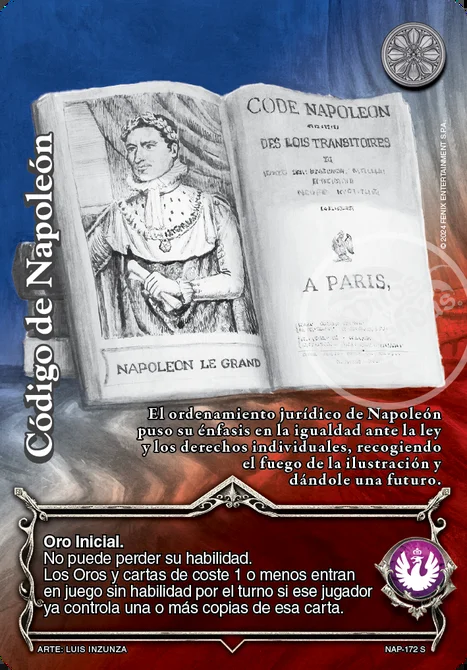 Código de Napoleón
© 2024 FENIX ENTERTAINMENT S.P.A.
CODE NAPOLEON
DES LOIS TRANSITOIRES
A PARIS,
NAPOLEON LE GRAND
El ordenamiento jurídico de Napoleón
puso su énfasis en la igualdad ante la ley
y los derechos individuales, recogiendo
el fuego de la ilustración y
dándole una futuro.
Oro Inicial.
No puede perder su habilidad.
Los Oros y cartas de coste 1 o menos entran
en juego sin habilidad por el turno si ese jugador
ya controla una o más copias de esa carta.
ARTE: LUIS INZUNZA
NAP-172 S